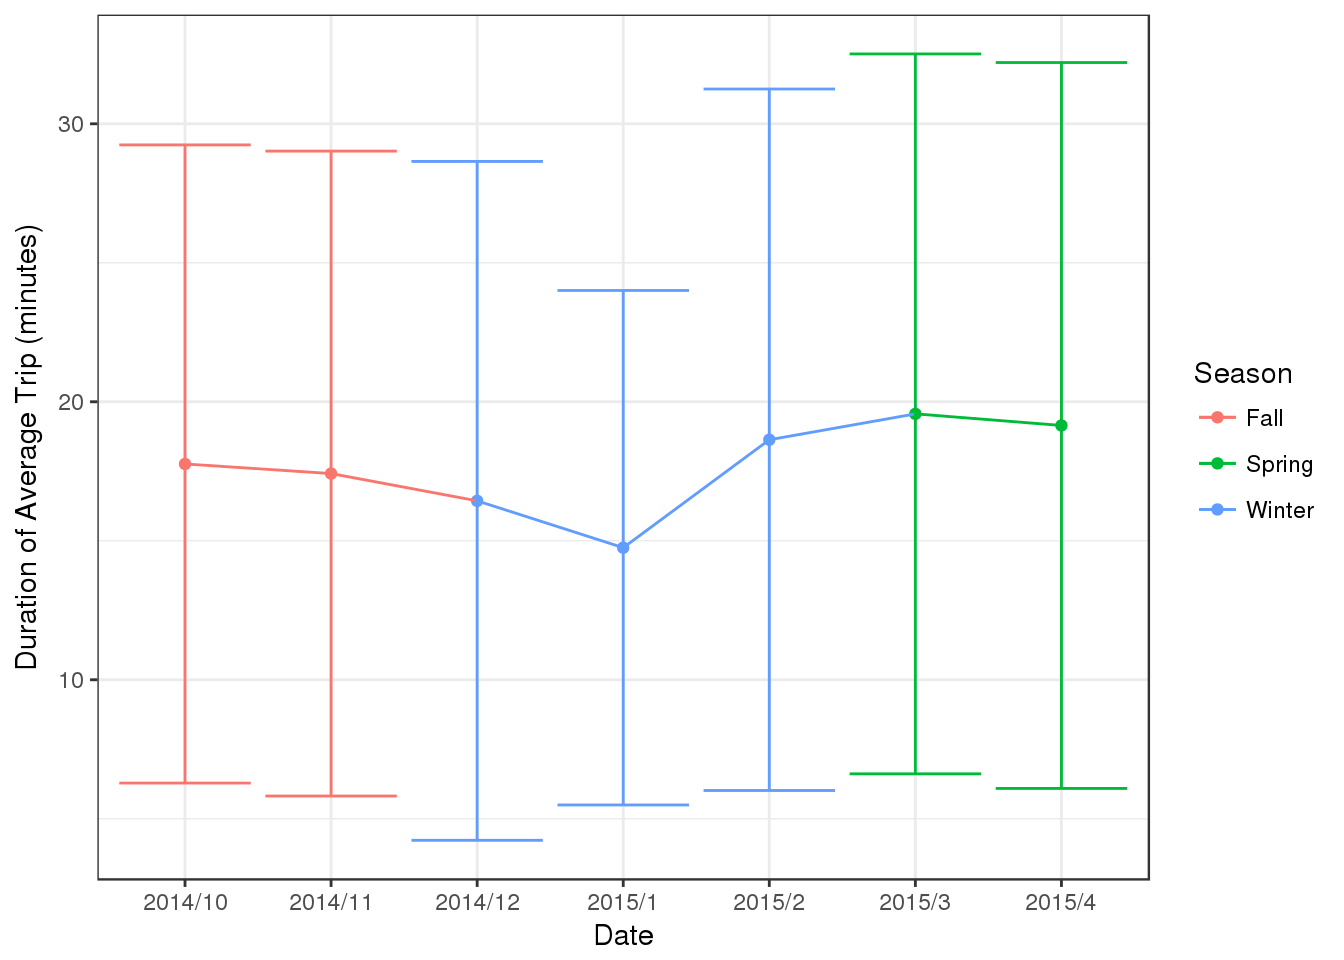 30
20
10
Duration of Average Trip (minutes)
2014/10
2014/11
2014/12
2015/1
2015/2
2015/3
2015/4
Date
Season
Fall
Spring
Winter